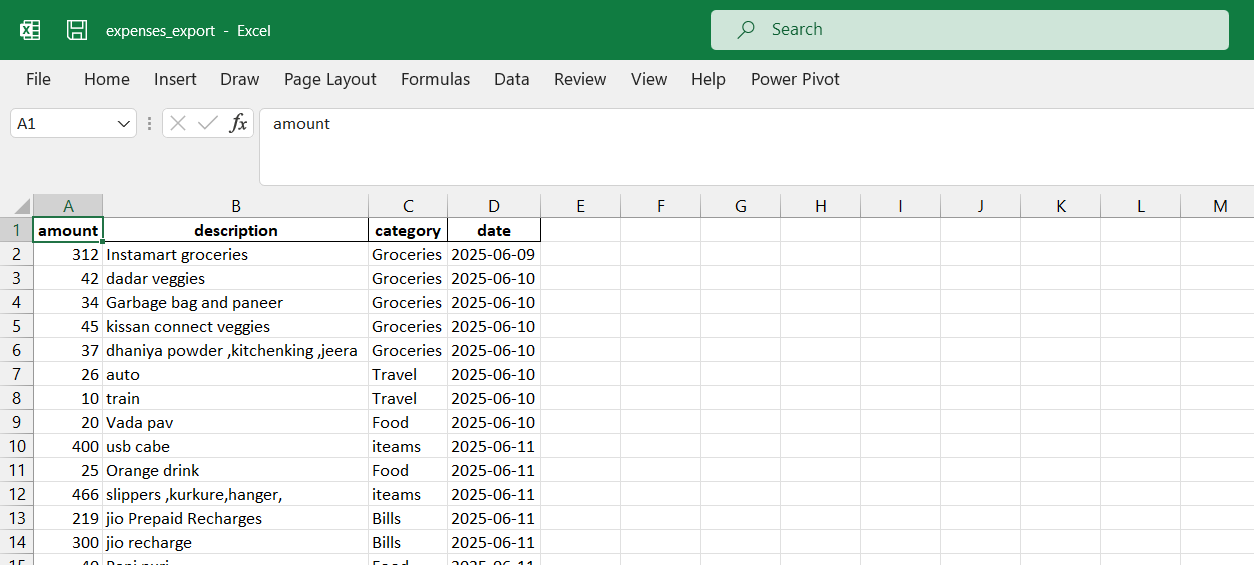 expenses_export - Excel
Search
File Home Insert Draw Page Layout Formulas Data Review View Help Power Pivot
A1 fx amount
A B C D E F G H I J K L M
1 amount description category date
2 312 Instamart groceries Groceries 2025-06-09
3 42 dadar veggies Groceries 2025-06-10
4 34 Garbage bag and paneer Groceries 2025-06-10
5 45 kissan connect veggies Groceries 2025-06-10
6 37 dhaniya powder ,kitchenking ,jeera Groceries 2025-06-10
7 26 auto Travel 2025-06-10
8 10 train Travel 2025-06-10
9 20 Vada pav Food 2025-06-10
10 400 usb cabe iteams 2025-06-11
11 25 Orange drink Food 2025-06-11
12 466 slippers ,kurkure,hanger, iteams 2025-06-11
13 219 jio Prepaid Recharges Bills 2025-06-11
14 300 jio recharge Bills 2025-06-11
15 Food 2025-06-11